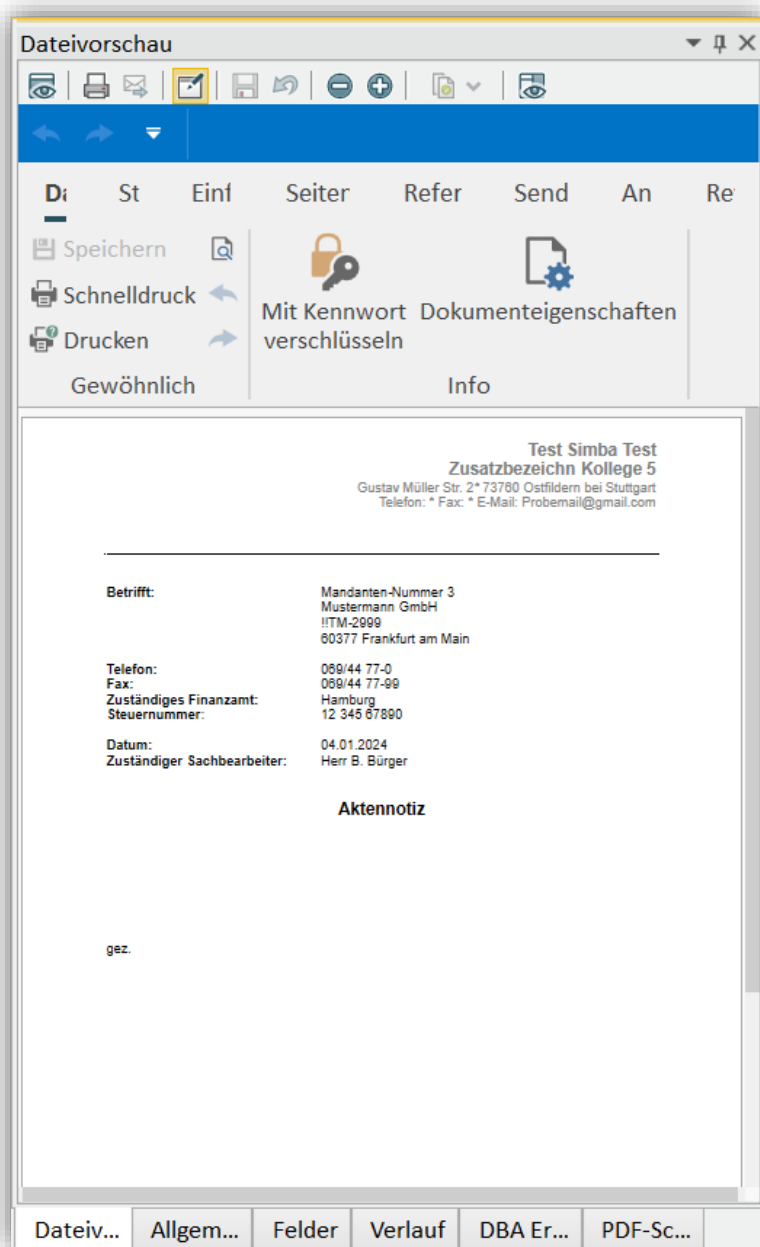 Dateivorschau
Da St Einf Seiter Refer Send An Re
Speichern
Schnelldruck
Drucken
Gewöhnlich
Mit Kennwort verschlüsseln
Dokumenteigenschaften
Info
Test Simba Test
Zusatzbezeichn Kollege 5
Gustav Müller Str. 2* 73760 Ostfildern bei Stuttgart
Telefon: * Fax: * E-Mail: Probemail@gmail.com
Betrifft: Mandanten-Nummer 3
Mustermann GmbH
!!TM-2999
60377 Frankfurt am Main
Telefon: 069/44 77-0
Fax: 069/44 77-99
Zuständiges Finanzamt: Hamburg
Steuernummer: 12 345 67890
Datum: 04.01.2024
Zuständiger Sachbearbeiter: Herr B. Bürger
Aktennotiz
gez.
Dateiv... Allgem... Felder Verlauf DBA Er... PDF-Sc...